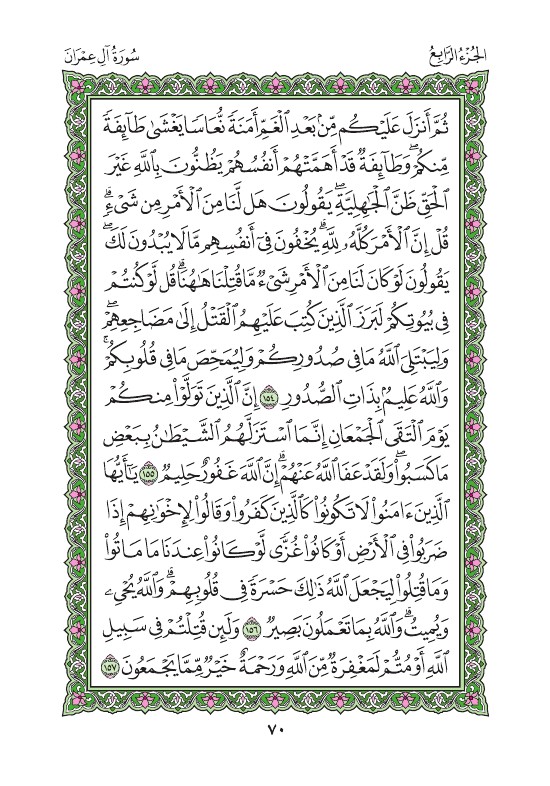 الجُزْءُ الرَّابِعُ
سُورَةُ آلِ عِمْرَانَ
ثُمَّ أَنزَلَ عَلَيْكُم مِّنۢ بَعْدِ ٱلْغَمِّ أَمَنَةً نُّعَاسًا يَغْشَىٰ طَآئِفَةً
مِّنكُمْ ۖ وَطَآئِفَةٌ قَدْ أَهَمَّتْهُمْ أَنفُسُهُمْ يَظُنُّونَ بِٱللَّهِ غَيْرَ
ٱلْحَقِّ ظَنَّ ٱلْجَٰهِلِيَّةِ ۖ يَقُولُونَ هَل لَّنَا مِنَ ٱلْأَمْرِ مِن شَىْءٍ ۗ
قُلْ إِنَّ ٱلْأَمْرَ كُلَّهُۥ لِلَّهِ ۗ يُخْفُونَ فِىٓ أَنفُسِهِم مَّا لَا يُبْدُونَ لَكَ ۖ
يَقُولُونَ لَوْ كَانَ لَنَا مِنَ ٱلْأَمْرِ شَىْءٌ مَّا قُتِلْنَا هَٰهُنَا ۗ قُل لَّوْ كُنتُمْ
فِى بُيُوتِكُمْ لَبَرَزَ ٱلَّذِينَ كُتِبَ عَلَيْهِمُ ٱلْقَتْلُ إِلَىٰ مَضَاجِعِهِمْ ۖ
وَلِيَبْتَلِىَ ٱللَّهُ مَا فِى صُدُورِكُمْ وَلِيُمَحِّصَ مَا فِى قُلُوبِكُمْ ۗ
وَٱللَّهُ عَلِيمٌۢ بِذَاتِ ٱلصُّدُورِ ١٥٤ إِنَّ ٱلَّذِينَ تَوَلَّوْا۟ مِنكُمْ
يَوْمَ ٱلْتَقَى ٱلْجَمْعَانِ إِنَّمَا ٱسْتَزَلَّهُمُ ٱلشَّيْطَٰنُ بِبَعْضِ
مَا كَسَبُوا۟ ۖ وَلَقَدْ عَفَا ٱللَّهُ عَنْهُمْ ۗ إِنَّ ٱللَّهَ غَفُورٌ حَلِيمٌ ١٥٥ يَٰٓأَيُّهَا
ٱلَّذِينَ ءَامَنُوا۟ لَا تَكُونُوا۟ كَٱلَّذِينَ كَفَرُوا۟ وَقَالُوا۟ لِإِخْوَٰنِهِمْ إِذَا
ضَرَبُوا۟ فِى ٱلْأَرْضِ أَوْ كَانُوا۟ غُزًّى لَّوْ كَانُوا۟ عِندَنَا مَا مَاتُوا۟
وَمَا قُتِلُوا۟ لِيَجْعَلَ ٱللَّهُ ذَٰلِكَ حَسْرَةً فِى قُلُوبِهِمْ ۗ وَٱللَّهُ يُحْىِۦ
وَيُمِيتُ ۗ وَٱللَّهُ بِمَا تَعْمَلُونَ بَصِيرٌ ١٥٦ وَلَئِن قُتِلْتُمْ فِى سَبِيلِ
ٱللَّهِ أَوْ مُتُّمْ لَمَغْفِرَةٌ مِّنَ ٱللَّهِ وَرَحْمَةٌ خَيْرٌ مِّمَّا يَجْمَعُونَ ١٥٧
٧٠